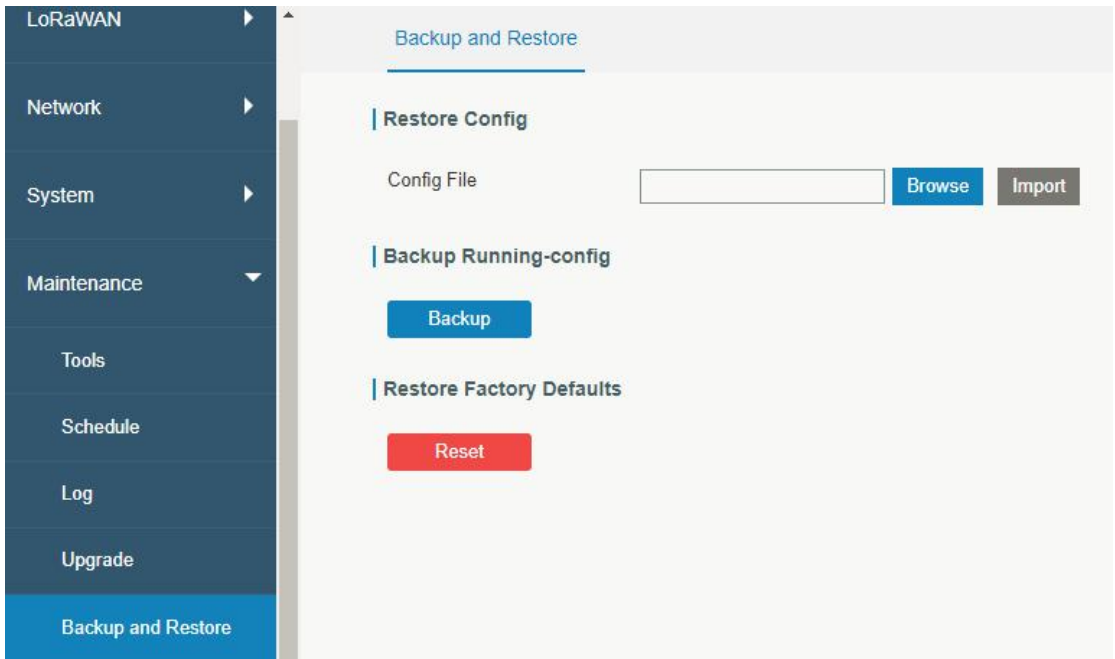 LoRaWAN
Network
System
Maintenance
Tools
Schedule
Log
Upgrade
Backup and Restore
Backup and Restore
Restore Config
Config File
Browse
Import
Backup Running-config
Backup
Restore Factory Defaults
Reset